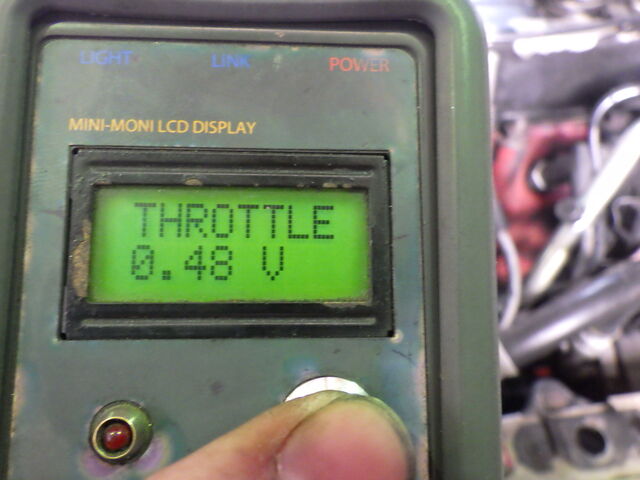 LIGHT LINK POWER
MINI-MONI LCD DISPLAY
THROTTLE
0.48 V